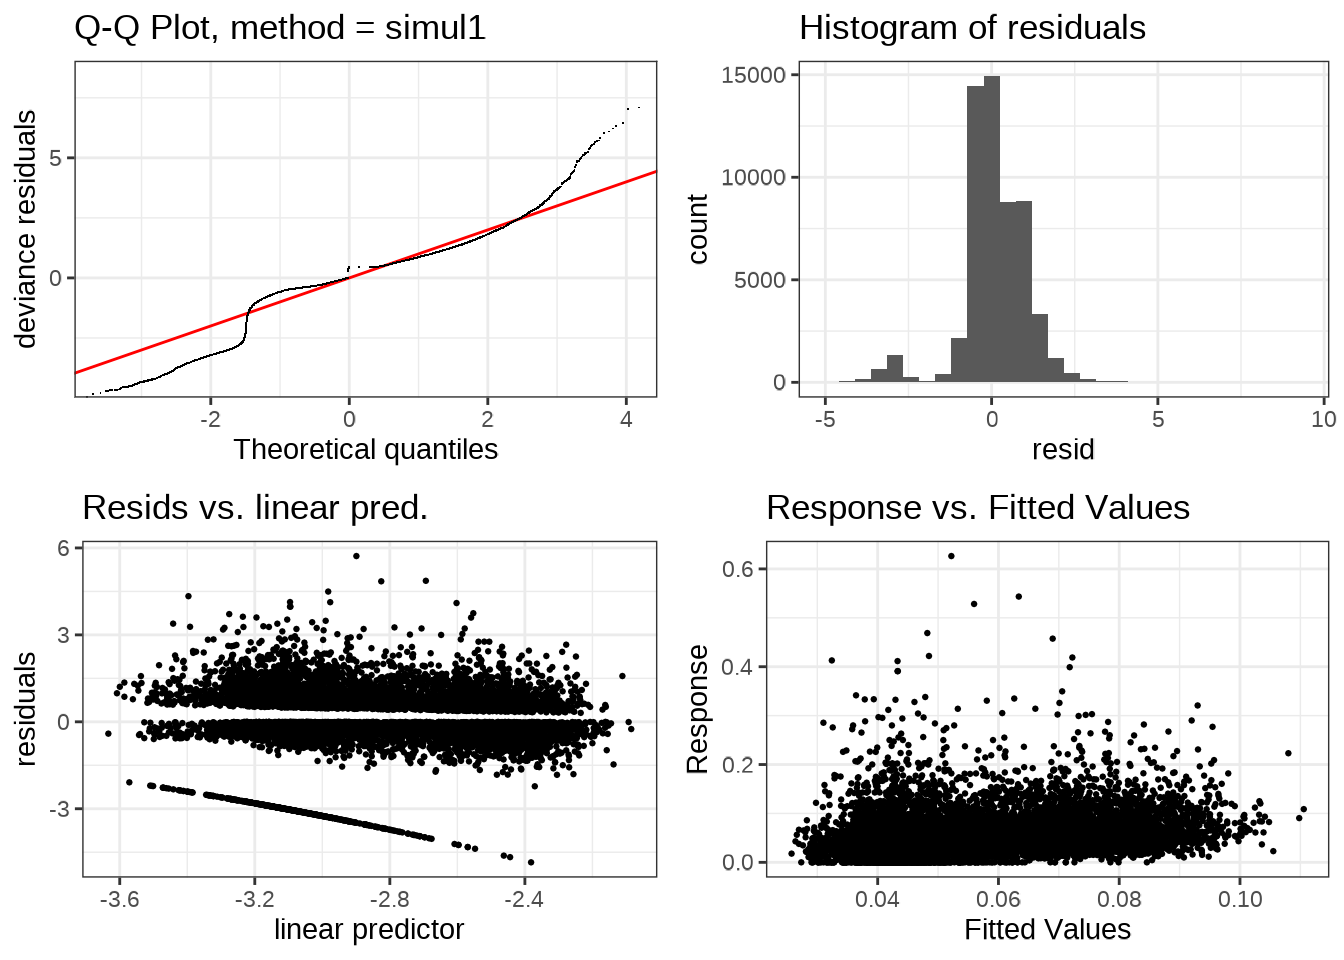 Q-Q Plot, method = simul1
deviance residuals
5
0
-2
0
2
4
Theoretical quantiles
Histogram of residuals
count
15000
10000
5000
0
-5
0
5
10
resid
Resids vs. linear pred.
residuals
6
3
0
-3
-3.6
-3.2
-2.8
-2.4
linear predictor
Response vs. Fitted Values
Response
0.6
0.4
0.2
0.0
0.04
0.06
0.08
0.10
Fitted Values